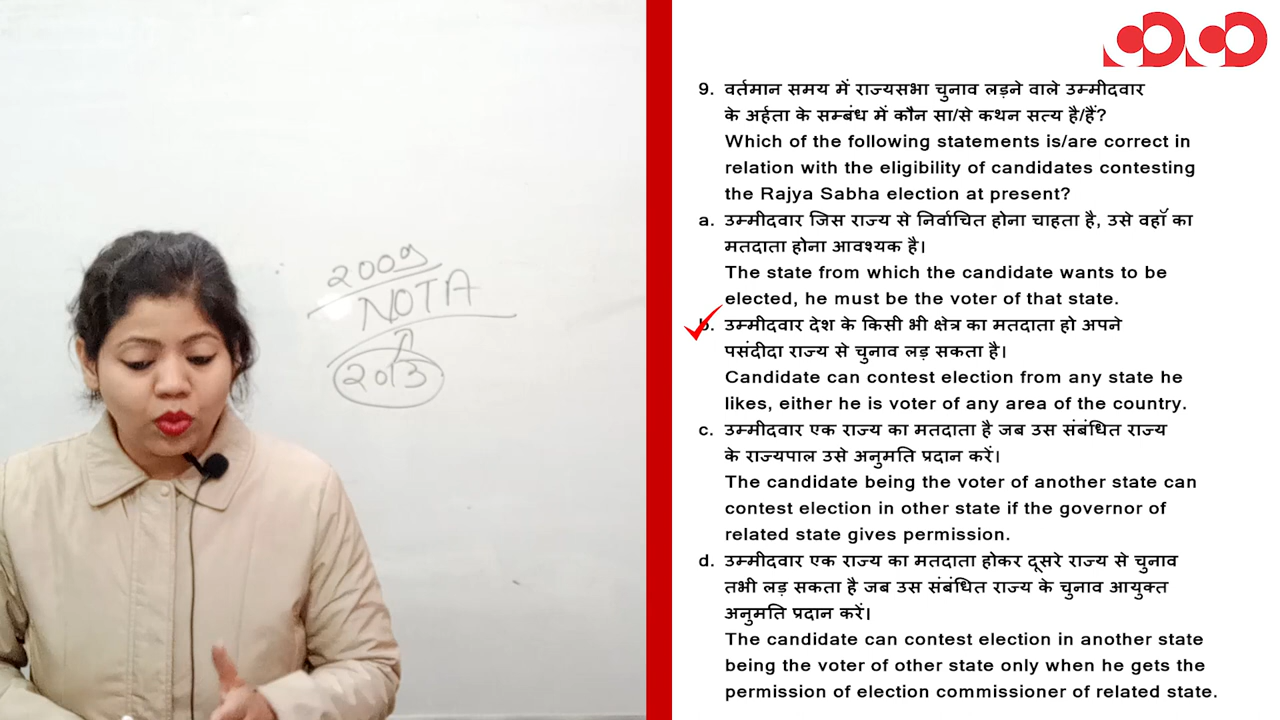 2009
NOTA
2013
9. वर्तमान समय में राज्यसभा चुनाव लड़ने वाले उम्मीदवार
के अर्हता के सम्बंध में कौन सा/से कथन सत्य है/हैं?
Which of the following statements is/are correct in
relation with the eligibility of candidates contesting
the Rajya Sabha election at present?
a. उम्मीदवार जिस राज्य से निर्वाचित होना चाहता है, उसे वहाँ का
मतदाता होना आवश्यक है।
The state from which the candidate wants to be
elected, he must be the voter of that state.
b. उम्मीदवार देश के किसी भी क्षेत्र का मतदाता हो अपने
पसंदीदा राज्य से चुनाव लड़ सकता है।
Candidate can contest election from any state he
likes, either he is voter of any area of the country.
c. उम्मीदवार एक राज्य का मतदाता है जब उस संबंधित राज्य
के राज्यपाल उसे अनुमति प्रदान करें।
The candidate being the voter of another state can
contest election in other state if the governor of
related state gives permission.
d. उम्मीदवार एक राज्य का मतदाता होकर दूसरे राज्य से चुनाव
तभी लड़ सकता है जब उस संबंधित राज्य के चुनाव आयुक्त
अनुमति प्रदान करें।
The candidate can contest election in another state
being the voter of other state only when he gets the
permission of election commissioner of related state.